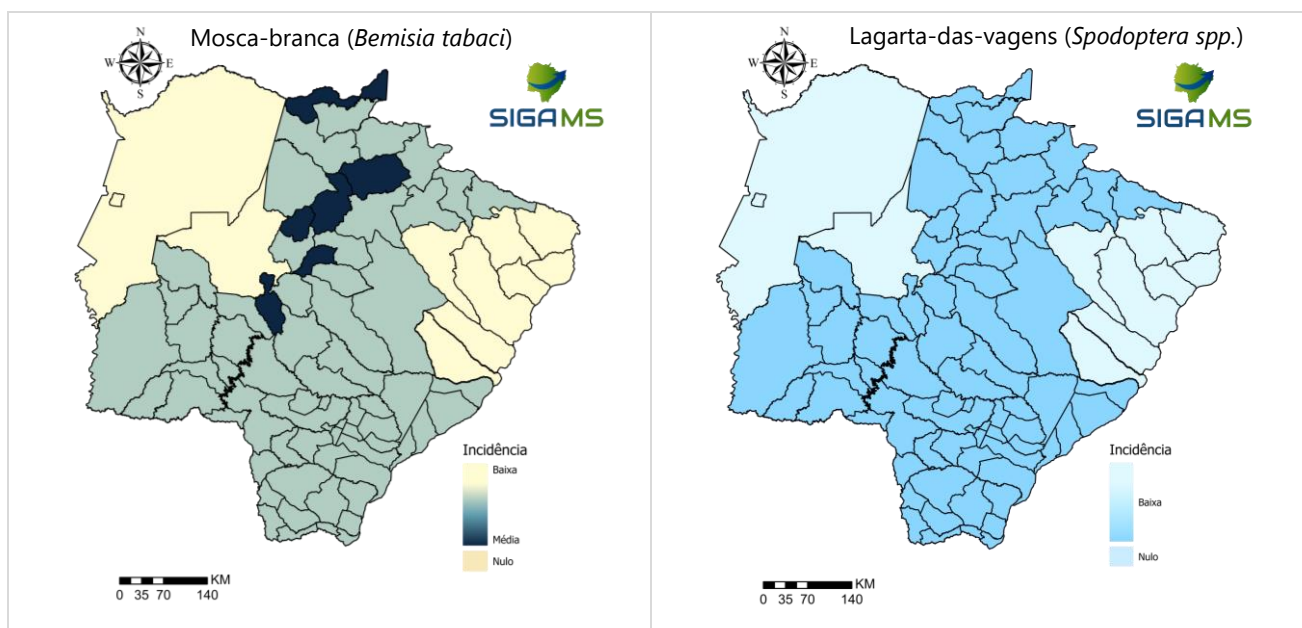 Mosca-branca (Bemisia tabaci)
N
W E
S
SIGAMS
Incidência
Baixa
Média
Nulo
KM
0 35 70 140
Lagarta-das-vagens (Spodoptera spp.)
N
W E
S
SIGAMS
Incidência
Baixa
Nulo
KM
0 35 70 140